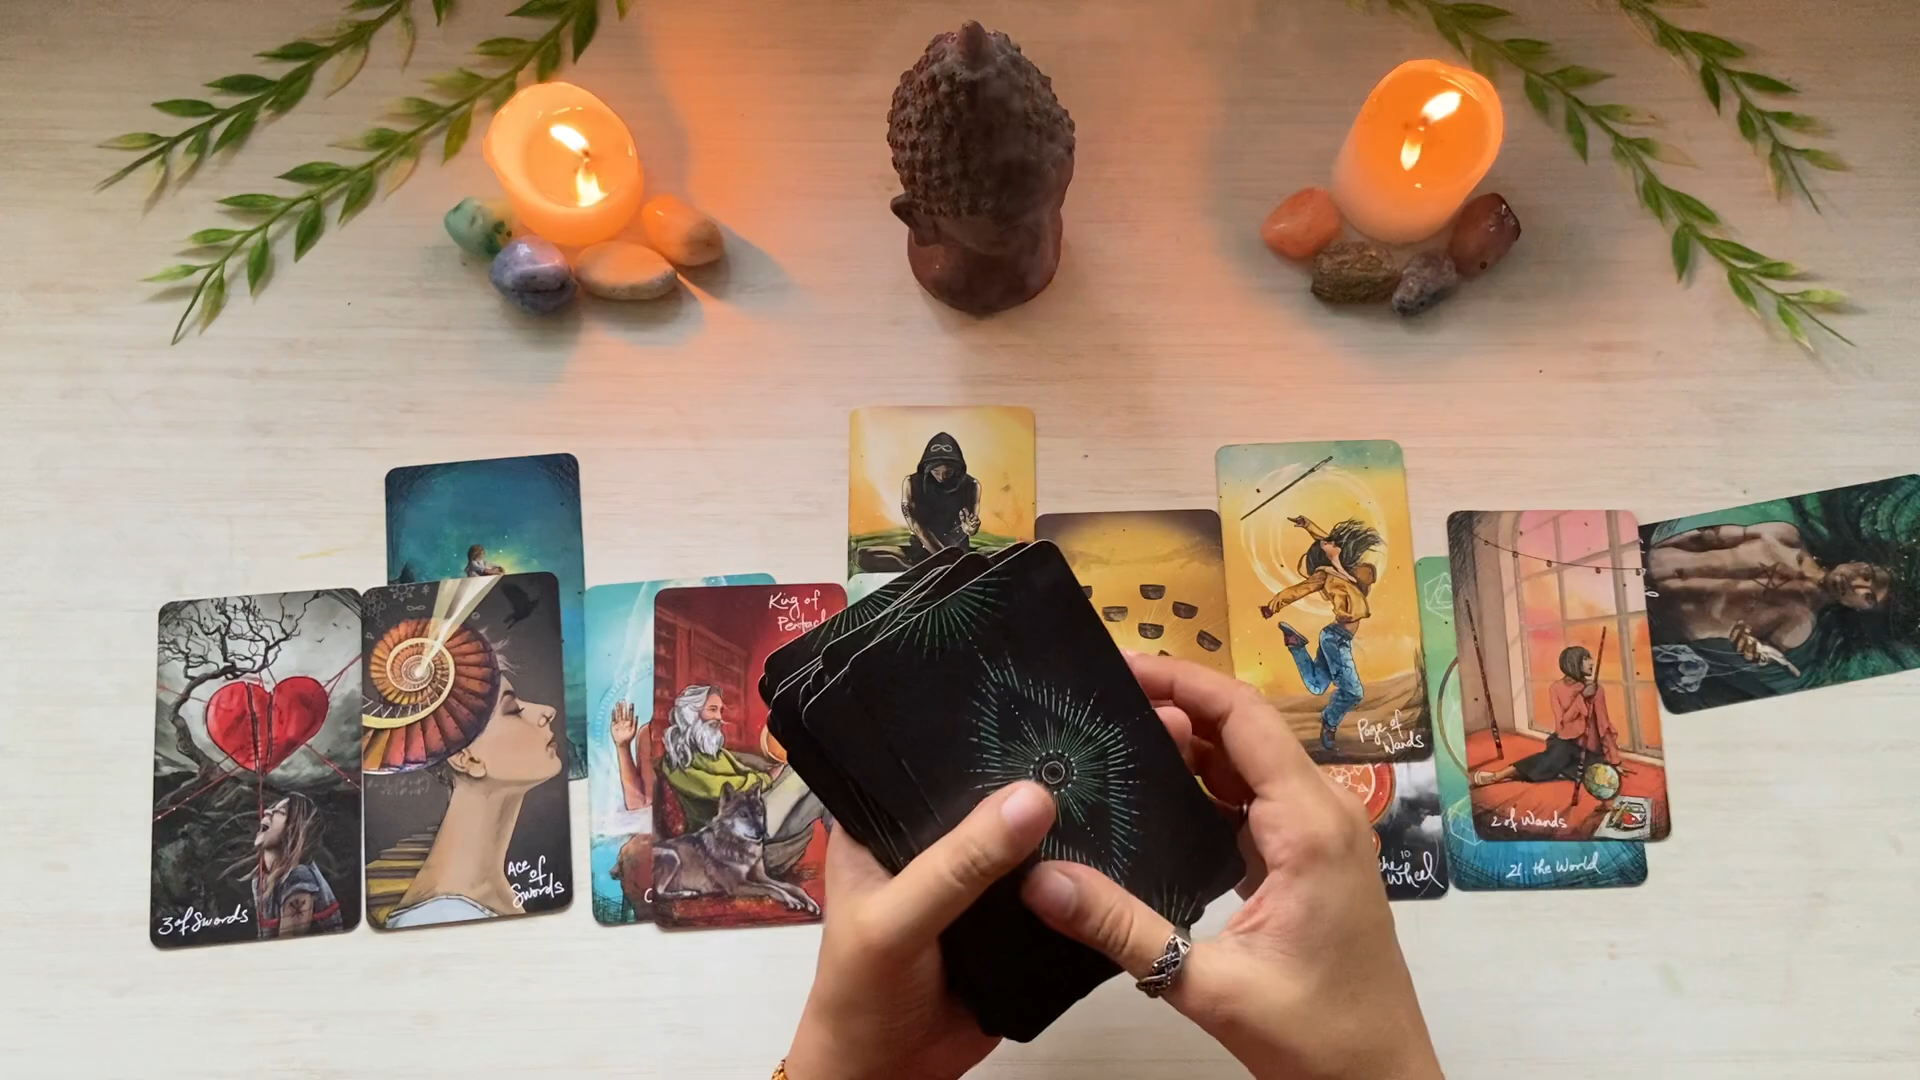 King of
Page of
Wands
2 of Wands
21. the World
10
the
Wheel
Ace
of
Swords
3 of Swords